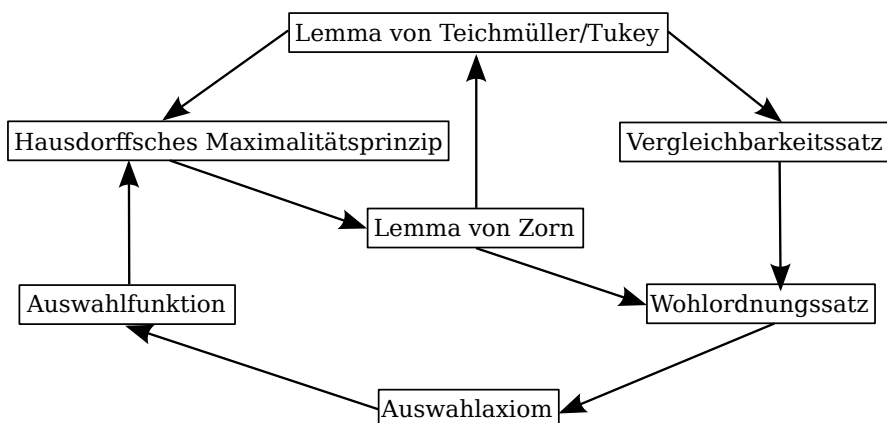 Lemma von Teichmüller/Tukey
Hausdorffsches Maximalitätsprinzip
Vergleichbarkeitssatz
Lemma von Zorn
Auswahlfunktion
Wohlordnungssatz
Auswahlaxiom